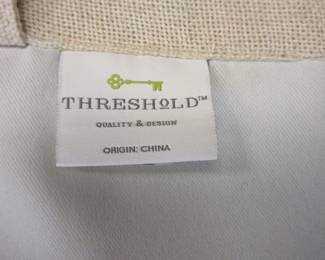 THRESHOLD™
QUALITY & DESIGN
ORIGIN: CHINA